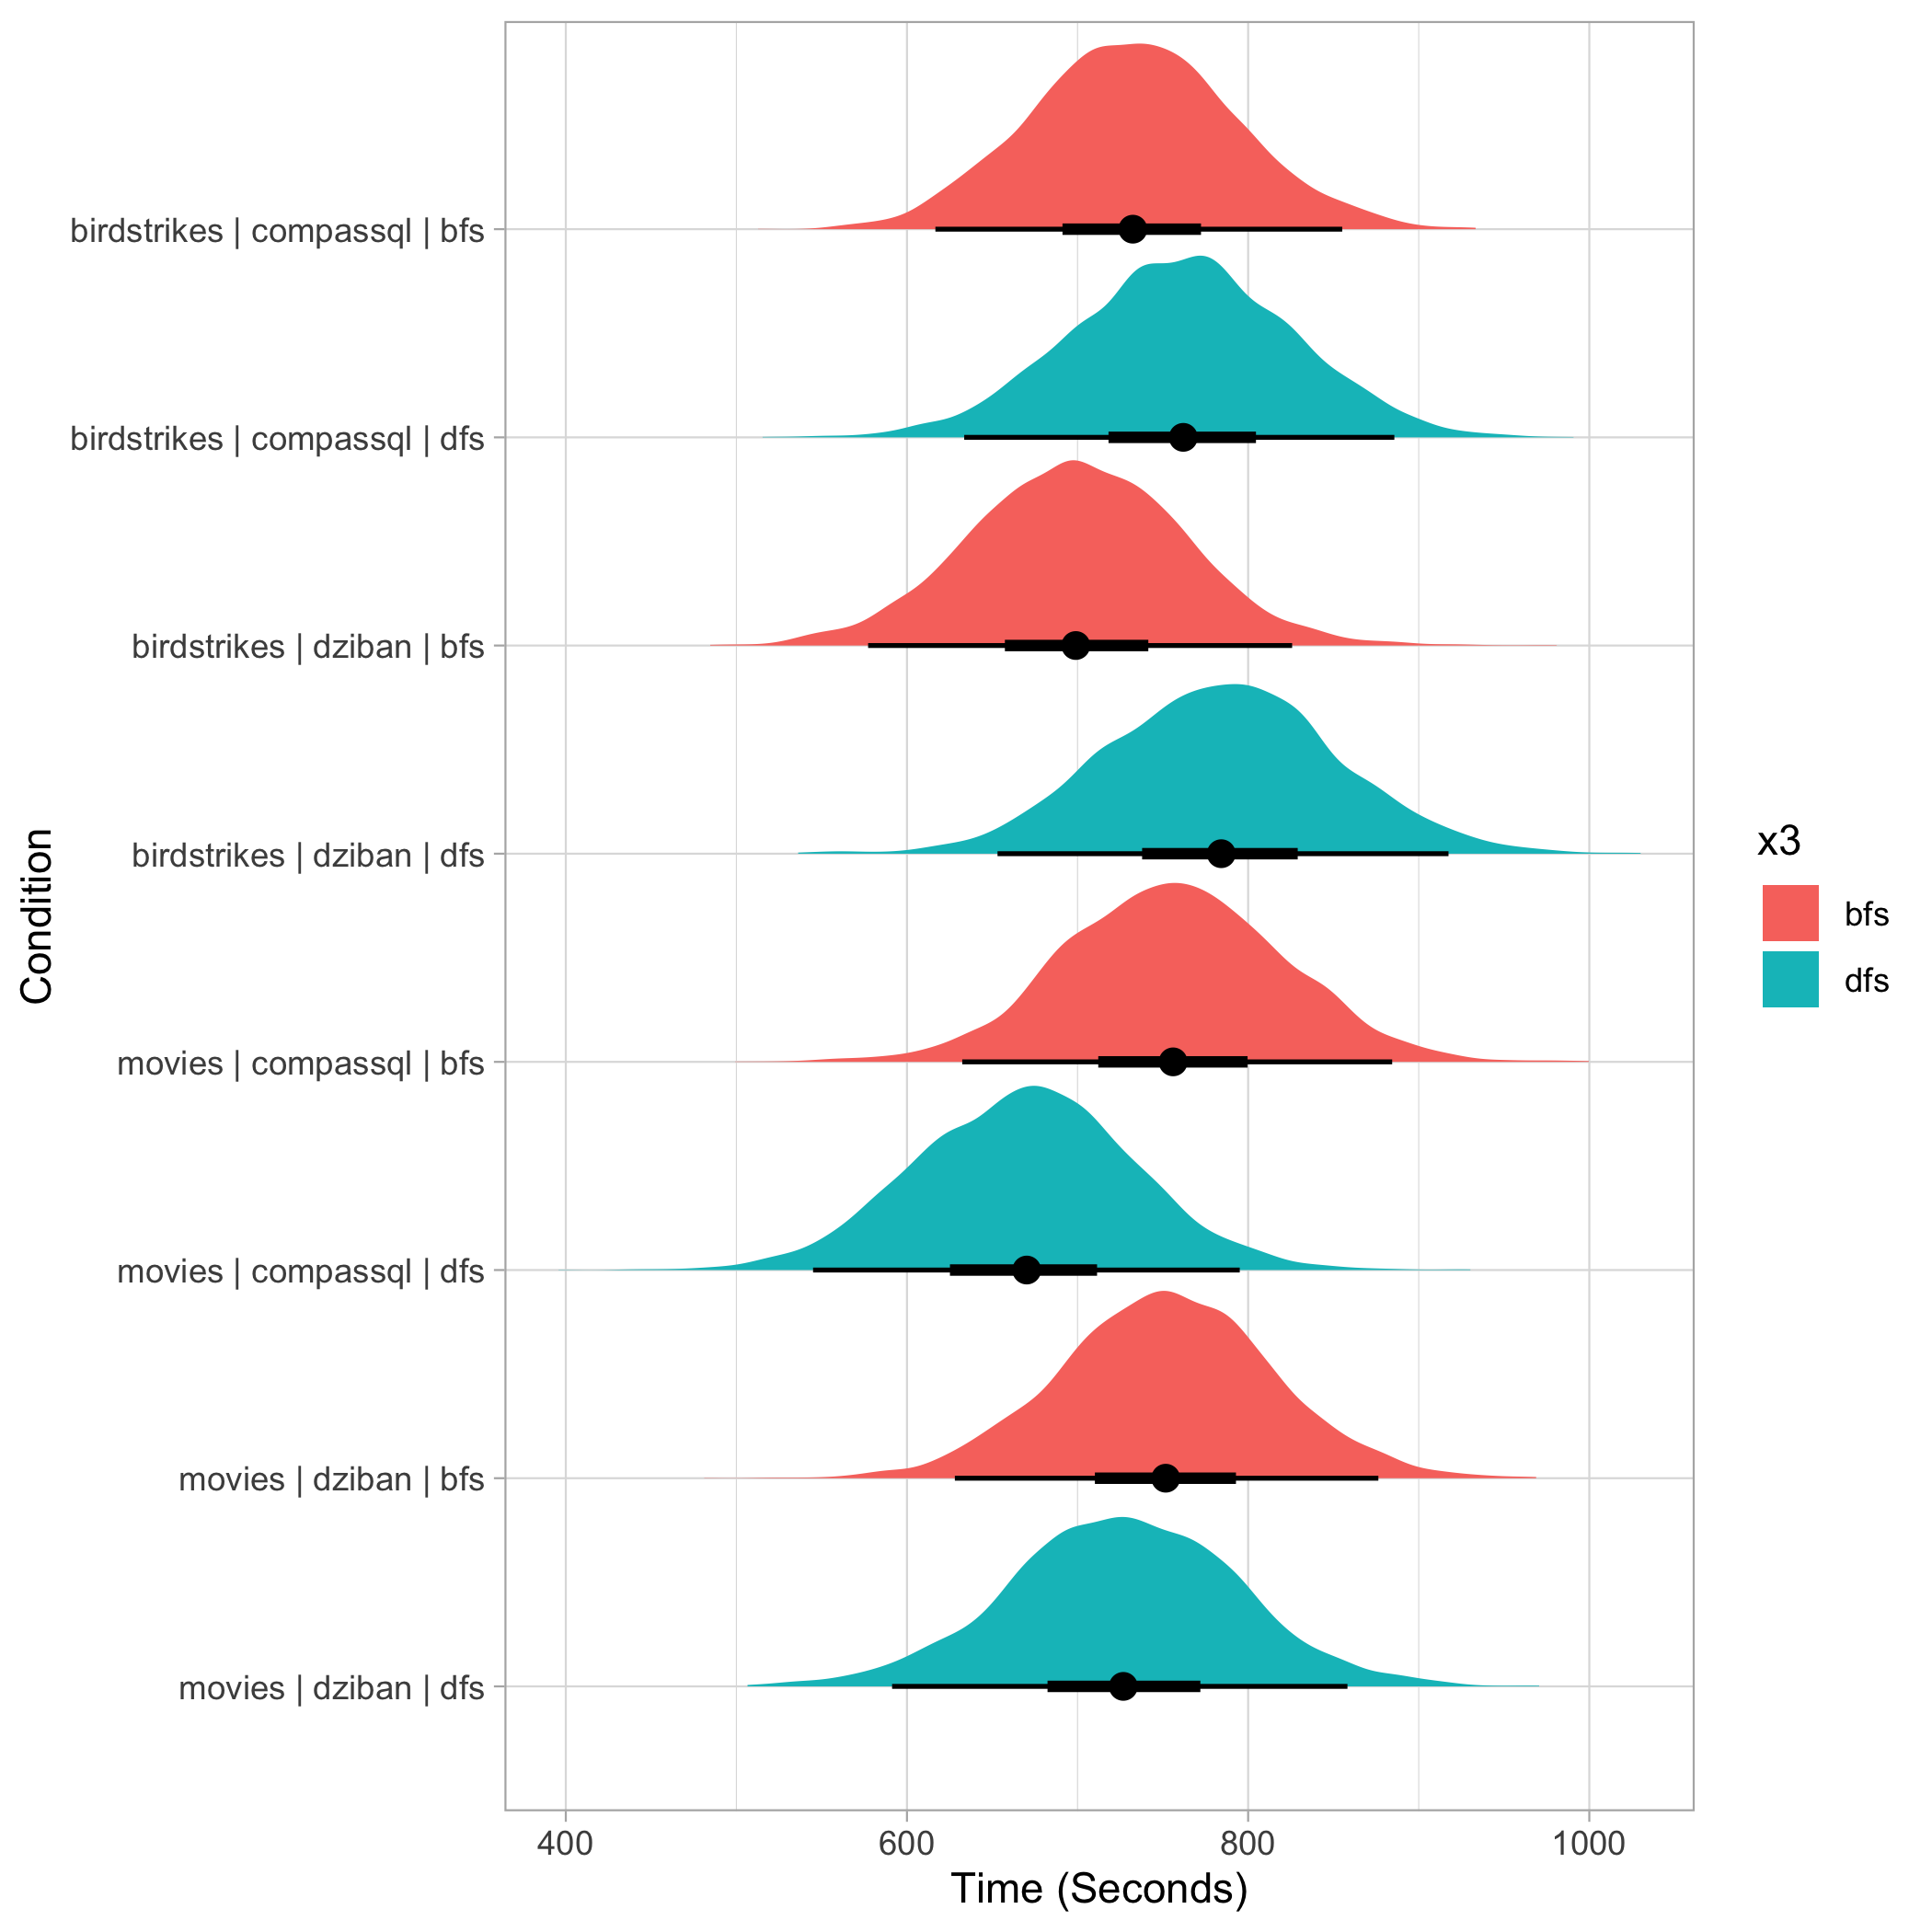 birdstrikes | compassql | bfs
birdstrikes | compassql | dfs
birdstrikes | dziban | bfs
birdstrikes | dziban | dfs
movies | compassql | bfs
movies | compassql | dfs
movies | dziban | bfs
movies | dziban | dfs
Condition
400 600 800 1000
Time (Seconds)
x3
bfs
dfs